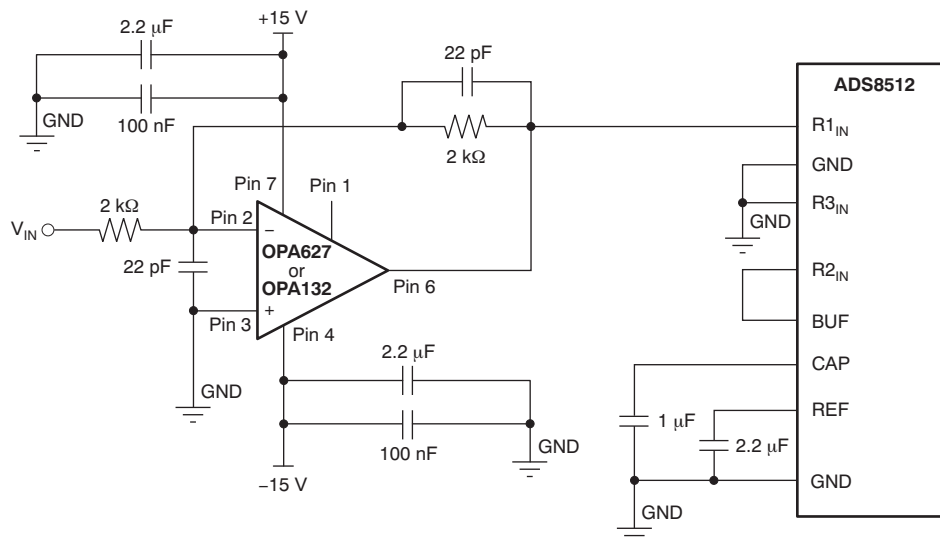 +15 V
2.2 μF
22 pF
ADS8512
GND
100 nF
R1IN
2 kΩ
GND
Pin 7
Pin 1
R3IN
GND
2 kΩ
VIN
Pin 2
−
OPA627
or
OPA132
22 pF
Pin 6
R2IN
+
Pin 3
Pin 4
BUF
2.2 μF
CAP
GND
REF
1 μF
2.2 μF
100 nF
GND
GND
−15 V
GND